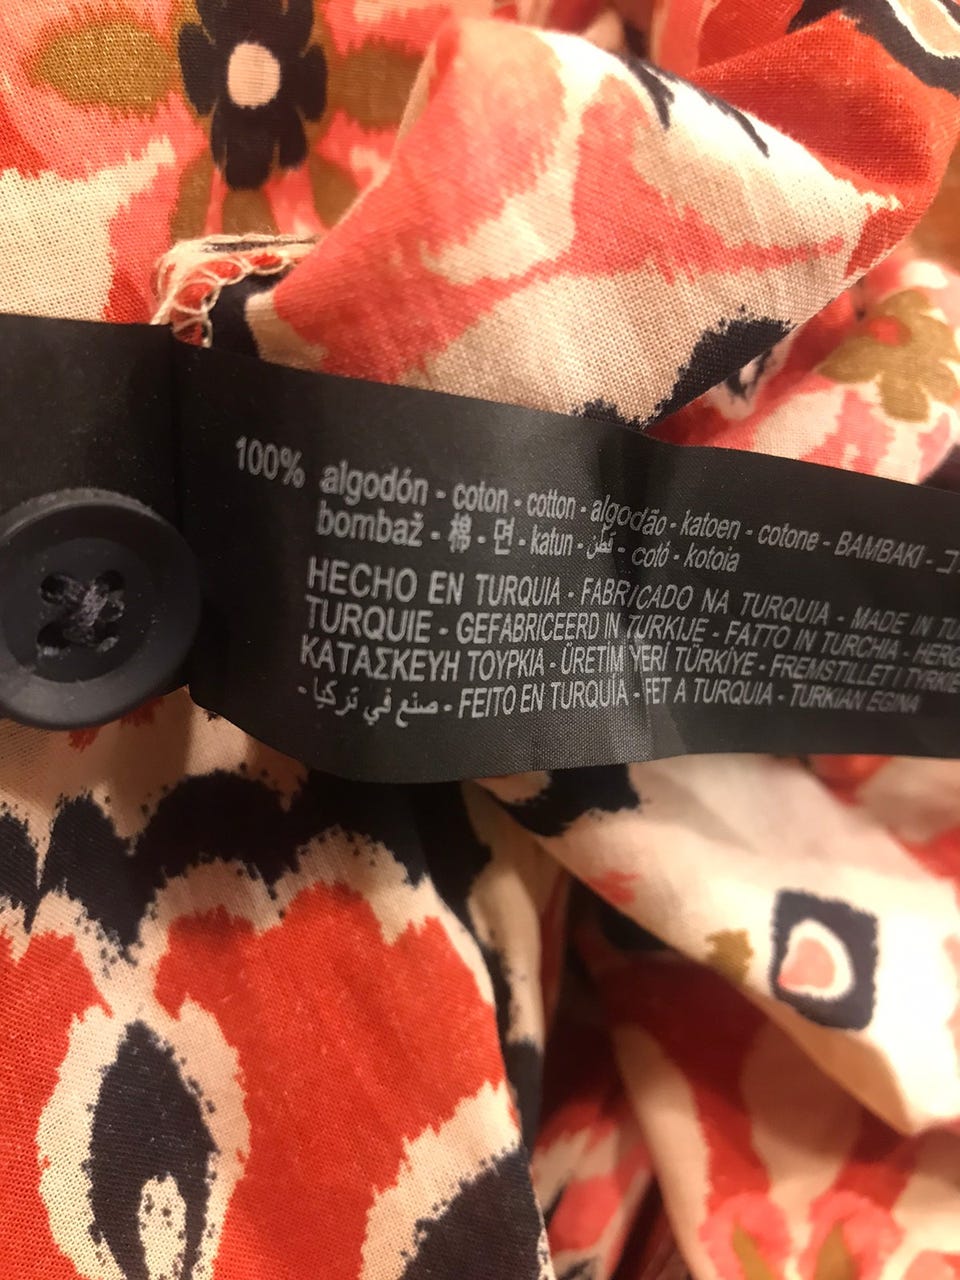 100% algodón - coton - cotton - algodão - katoen - cotone - ΒΑΜΒΑΚΙ -
bombaž - 棉 - 면 - katun - قطن - cotó - kotoia
HECHO EN TURQUIA - FABRICADO NA TURQUIA - MADE IN
TURQUIE - GEFABRICEERD IN TURKIJE - FATTO IN TURCHIA -
ΚΑΤΑΣΚΕΥΗ ΤΟΥΡΚΙΑ - ÜRETİM YERİ TÜRKİYE - FREMSTILLET I TYRKIE
- صنع في تركيا - FEITO EN TURQUÍA - FET A TURQUIA - TURKIAN EGINA